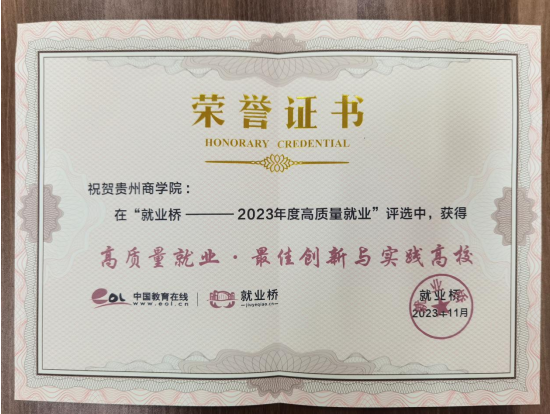 荣誉证书
HONORARY CREDENTIAL
祝贺贵州商学院：
在“就业桥———2023年度高质量就业”评选中，获得
高质量就业·最佳创新与实践高校
eol 中国教育在线 就业桥 就业桥
www.eol.cn 2023年11月